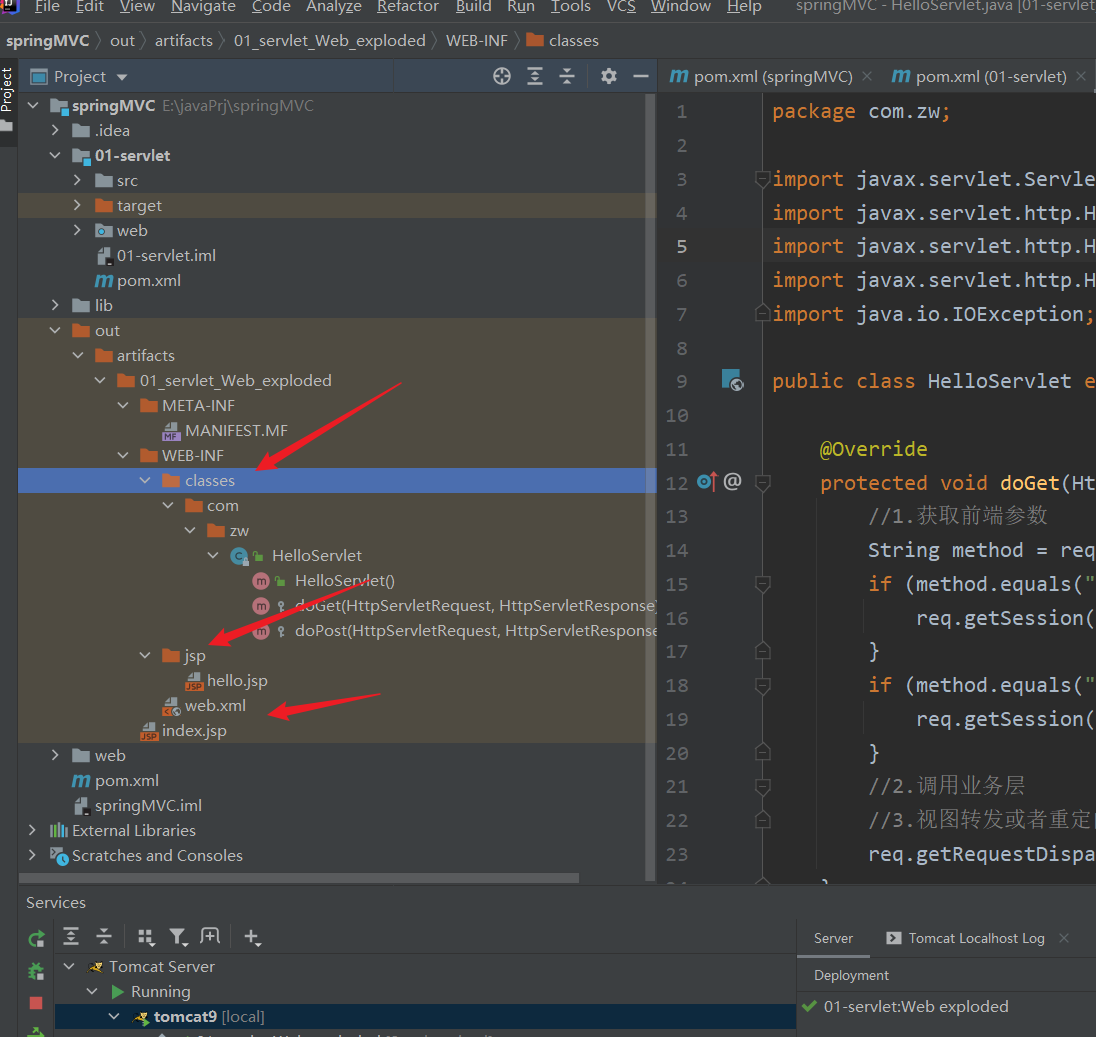 File Edit View Navigate Code Analyze Refactor Build Run Tools VCS Window Help springMVC - HelloServlet.java [01-servlet
springMVC out artifacts 01_servlet_Web_exploded WEB-INF classes
Project
Project
pom.xml (springMVC) pom.xml (01-servlet)
springMVC E:\javaPrj\springMVC
.idea
01-servlet
src
target
web
01-servlet.iml
pom.xml
lib
out
artifacts
01_servlet_Web_exploded
META-INF
MANIFEST.MF
WEB-INF
classes
com
zw
HelloServlet
HelloServlet()
doGet(HttpServletRequest, HttpServletResponse)
doPost(HttpServletRequest, HttpServletResponse
jsp
hello.jsp
web.xml
index.jsp
web
pom.xml
springMVC.iml
External Libraries
Scratches and Consoles
1 package com.zw;
2
3 import javax.servlet.Servle
4 import javax.servlet.http.H
5 import javax.servlet.http.H
6 import javax.servlet.http.H
7 import java.io.IOException;
8
9 public class HelloServlet e
10
11 @Override
12 protected void doGet(Ht
13 //1.获取前端参数
14 String method = req
15 if (method.equals("
16 req.getSession(
17 }
18 if (method.equals("
19 req.getSession(
20 }
21 //2.调用业务层
22 //3.视图转发或者重定
23 req.getRequestDispa
Services
Tomcat Server
Running
tomcat9 [local]
Server Tomcat Localhost Log
Deployment
01-servlet:Web exploded